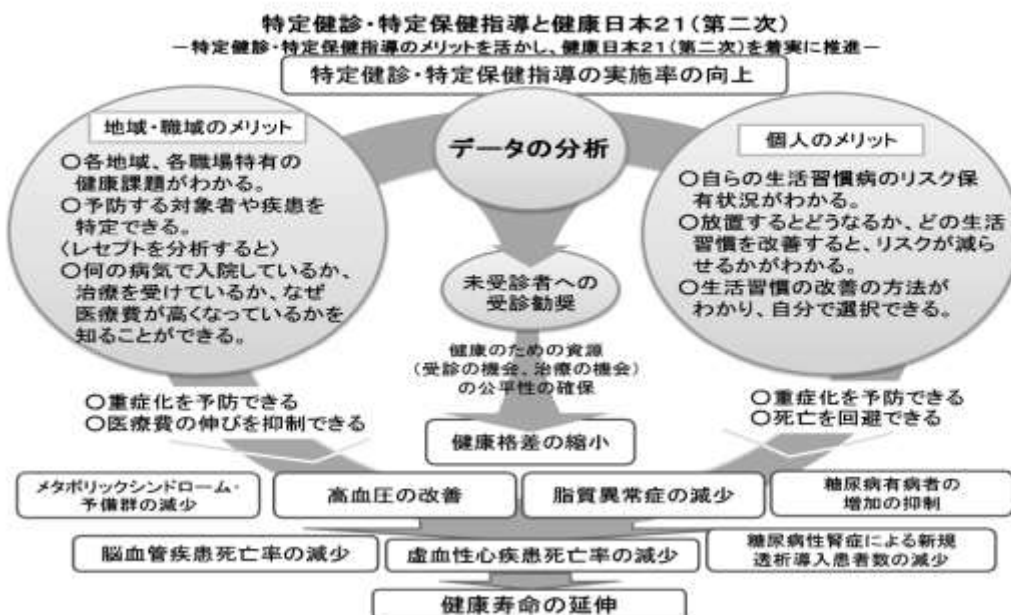 特定健診・特定保健指導と健康日本21(第二次)
－特定健診・特定保健指導のメリットを活かし、健康日本21(第二次)を着実に推進－
特定健診・特定保健指導の実施率の向上
地域・職域のメリット
○各地域、各職場特有の
健康課題がわかる。
○予防する対象者や疾患を
特定できる。
〈レセプトを分析すると〉
○何の病気で入院しているか、
治療を受けているか、なぜ
医療費が高くなっているかを
知ることができる。
データの分析
個人のメリット
○自らの生活習慣病のリスク保
有状況がわかる。
○放置するとどうなるか、どの生活
習慣を改善すると、リスクが減ら
せるかがわかる。
○生活習慣の改善の方法が
わかり、自分で選択できる。
未受診者への
受診勧奨
健康のための資源
(受診の機会、治療の機会)
の公平性の確保
○重症化を予防できる
○医療費の伸びを抑制できる
○重症化を予防できる
○死亡を回避できる
健康格差の縮小
メタボリックシンドローム・
予備群の減少
高血圧の改善
脂質異常症の減少
糖尿病有病者の
増加の抑制
脳血管疾患死亡率の減少
虚血性心疾患死亡率の減少
糖尿病性腎症による新規
透析導入患者数の減少
健康寿命の延伸